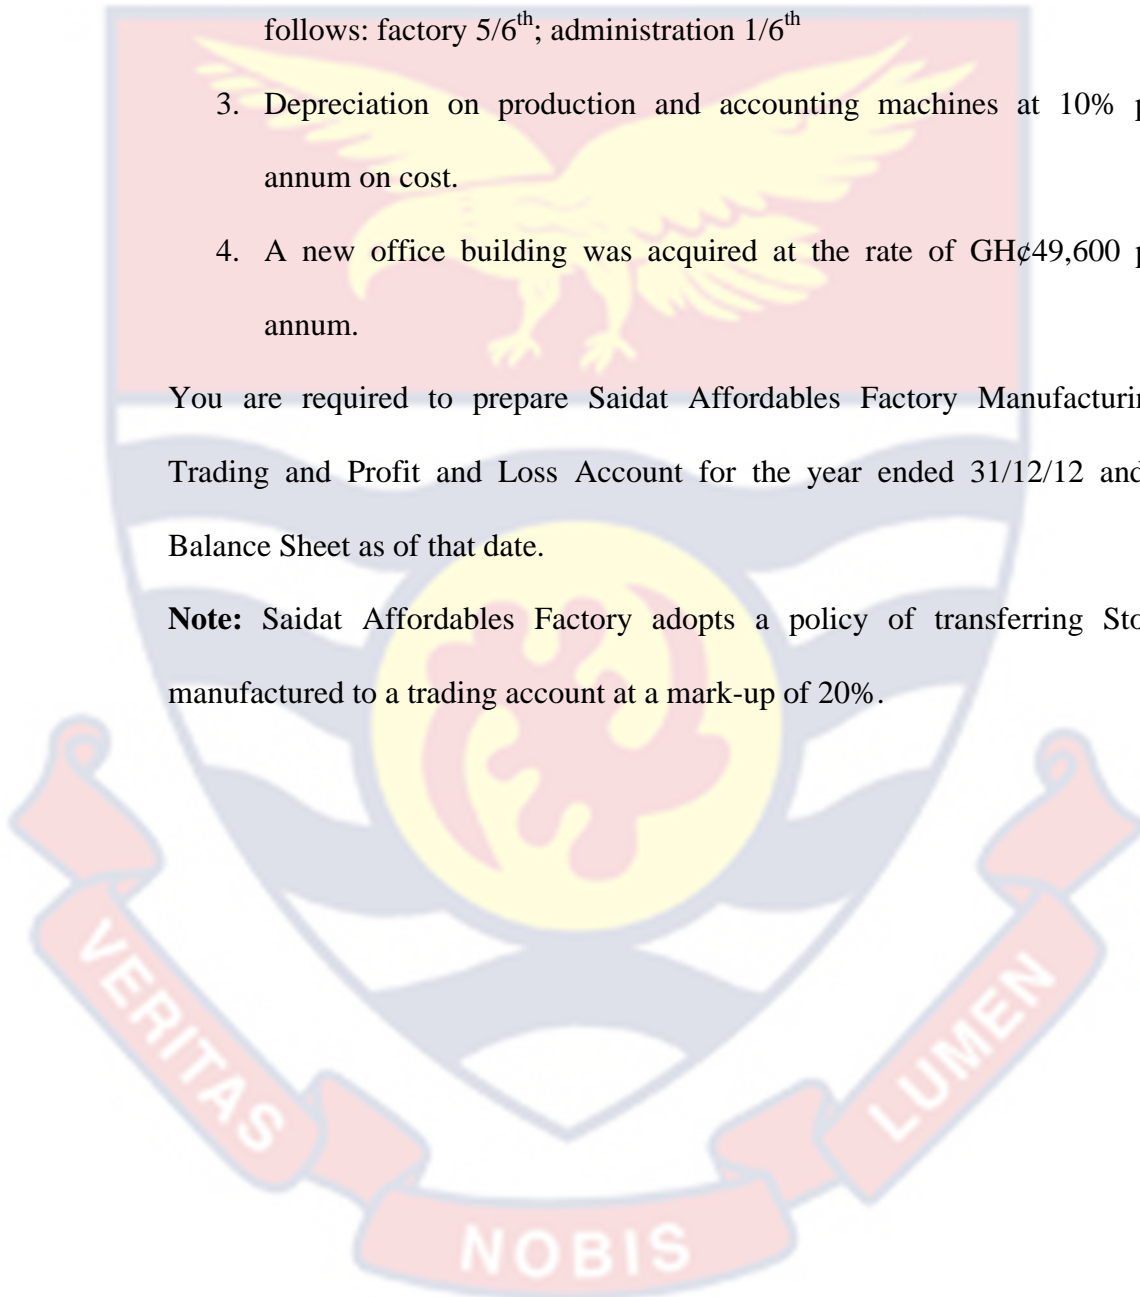 follows: factory 5/6th; administration 1/6th
3. Depreciation on production and accounting machines at 10% p
annum on cost.
4. A new office building was acquired at the rate of GH¢49,600 p
annum.
You are required to prepare Saidat Affordables Factory Manufacturin
Trading and Profit and Loss Account for the year ended 31/12/12 and
Balance Sheet as of that date.
Note: Saidat Affordables Factory adopts a policy of transferring Sto
manufactured to a trading account at a mark-up of 20%.
VERITAS
NOBIS
LUMEN